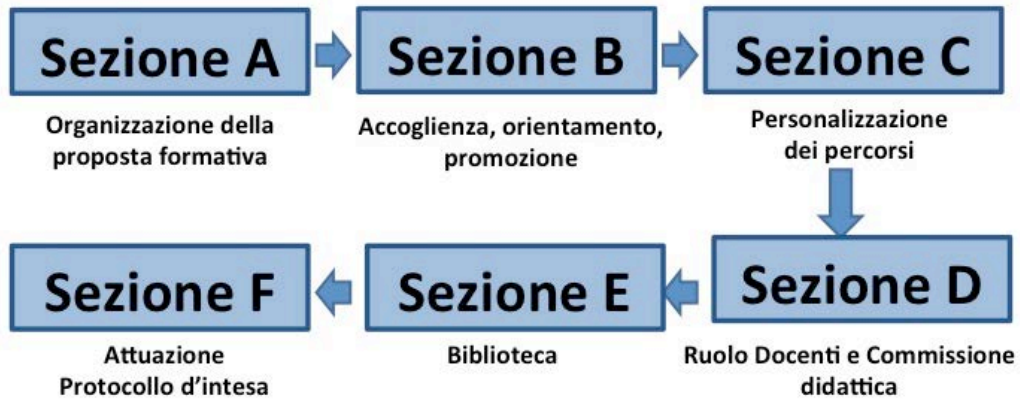 Sezione A
Organizzazione della
proposta formativa
Sezione B
Accoglienza, orientamento,
promozione
Sezione C
Personalizzazione
dei percorsi
Sezione D
Ruolo Docenti e Commissione
didattica
Sezione E
Biblioteca
Sezione F
Attuazione
Protocollo d'intesa